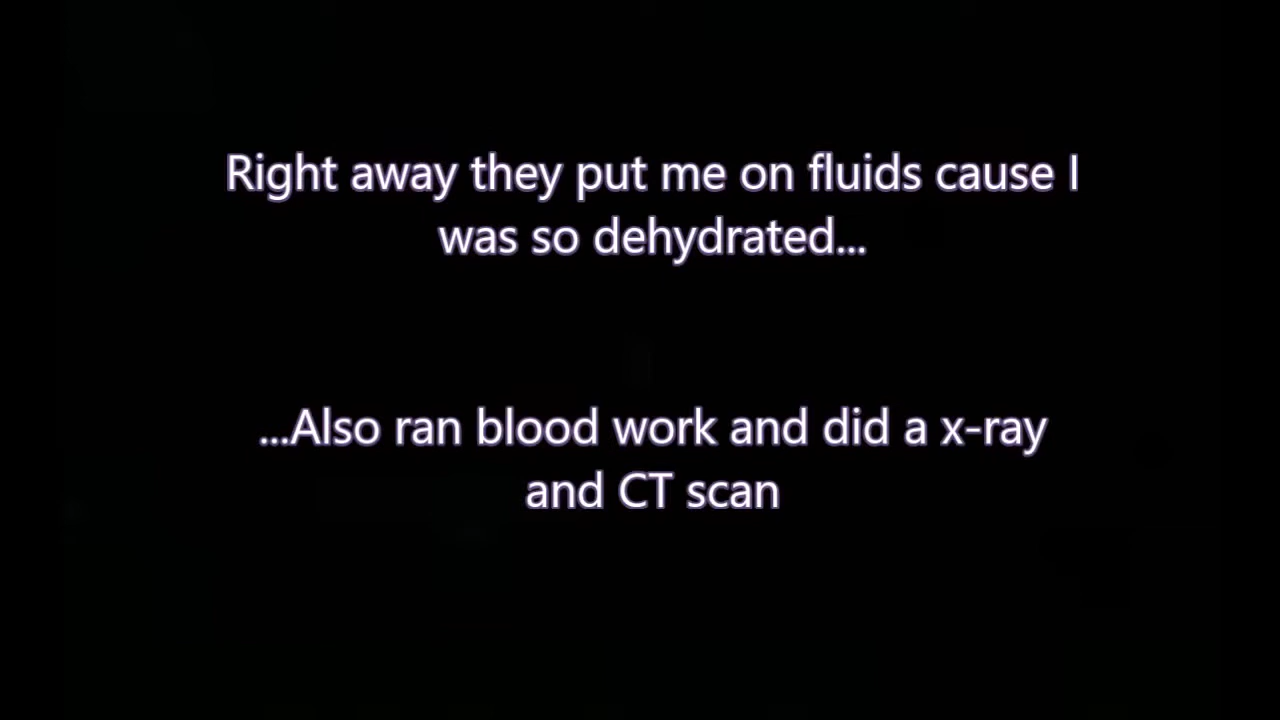 Right away they put me on fluids cause I
was so dehydrated...
...Also ran blood work and did a x-ray
and CT scan